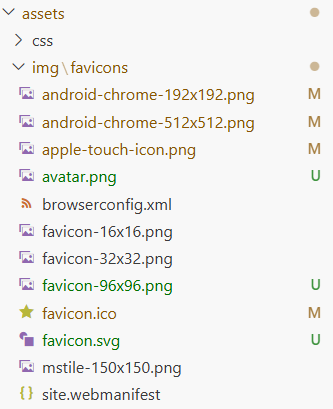 assets
css
img\favicons
android-chrome-192x192.png M
android-chrome-512x512.png M
apple-touch-icon.png M
avatar.png U
browserconfig.xml
favicon-16x16.png
favicon-32x32.png
favicon-96x96.png U
favicon.ico M
favicon.svg U
mstile-150x150.png
site.webmanifest